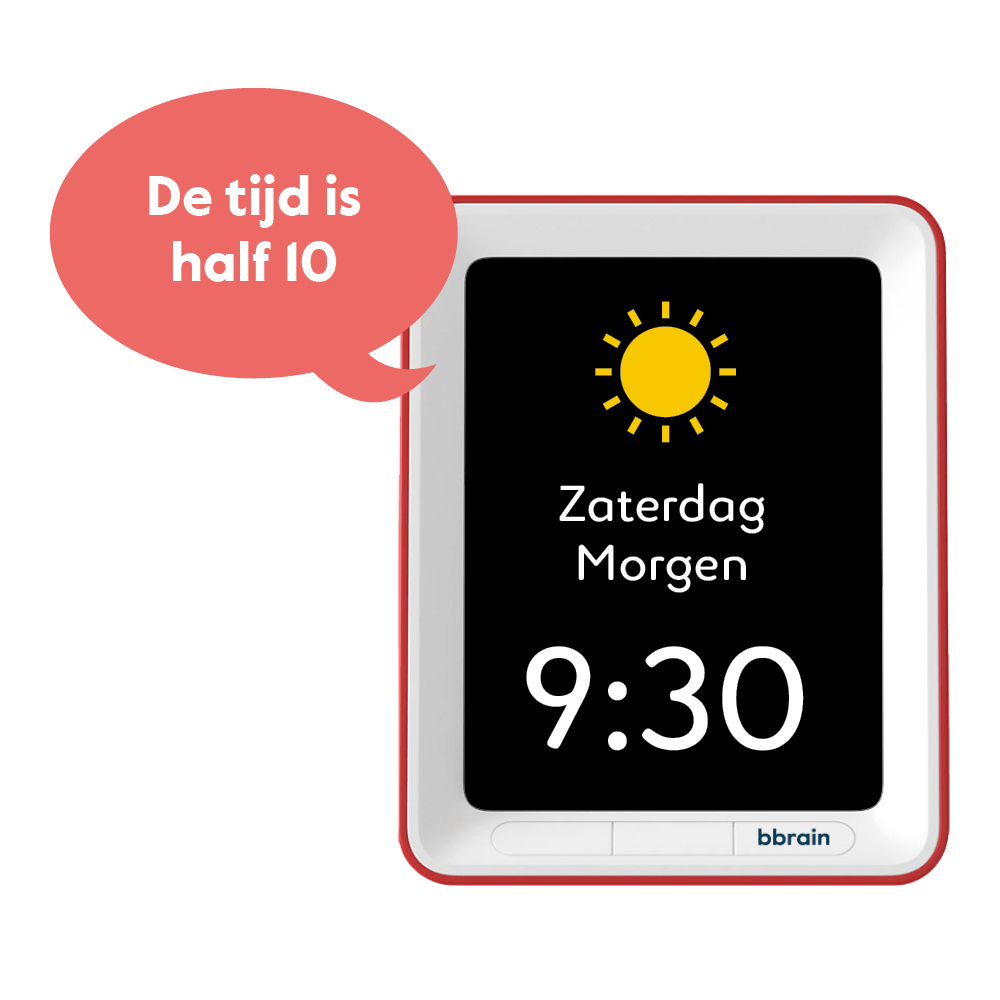 De tijd is
half 10
Zaterdag
Morgen
9:30
bbrain